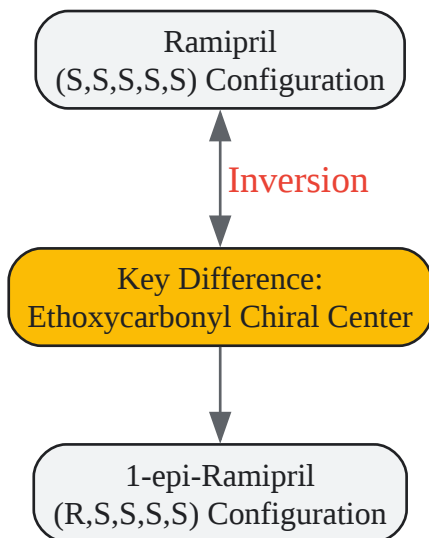 Ramipril
(S,S,S,S,S) Configuration
Inversion
Key Difference:
Ethoxycarbonyl Chiral Center
1-epi-Ramipril
(R,S,S,S,S) Configuration